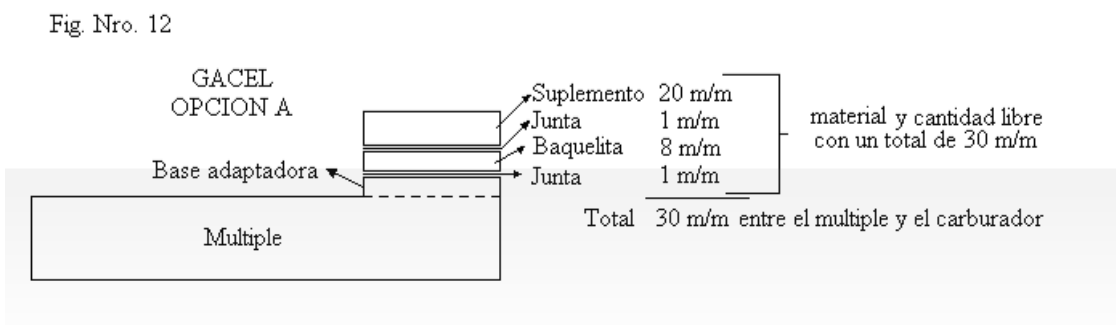 Fig. Nro. 12
GACEL
OPCION A
Suplemento 20 m/m
Junta 1 m/m
Baquelita 8 m/m
Junta 1 m/m
material y cantidad libre
con un total de 30 m/m
Base adaptadora
Total 30 m/m entre el multiple y el carburador
Multiple